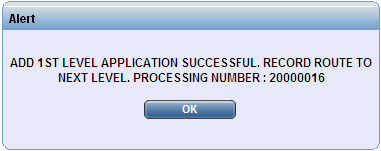 Alert
ADD 1ST LEVEL APPLICATION SUCCESSFUL. RECORD ROUTE TO
NEXT LEVEL. PROCESSING NUMBER : 20000016
OK